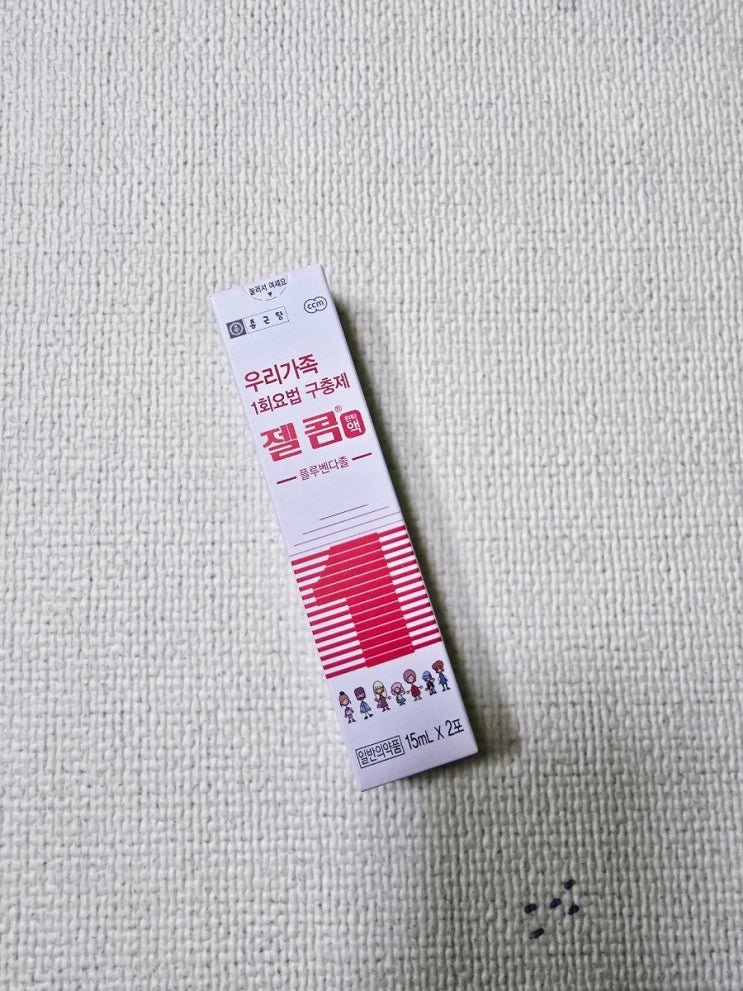 눌러서 여세요
종근당
ccm
우리가족
1회요법 구충제
젤콤® 현탁액
플루벤다졸
1
일반의약품 15mL X 2포